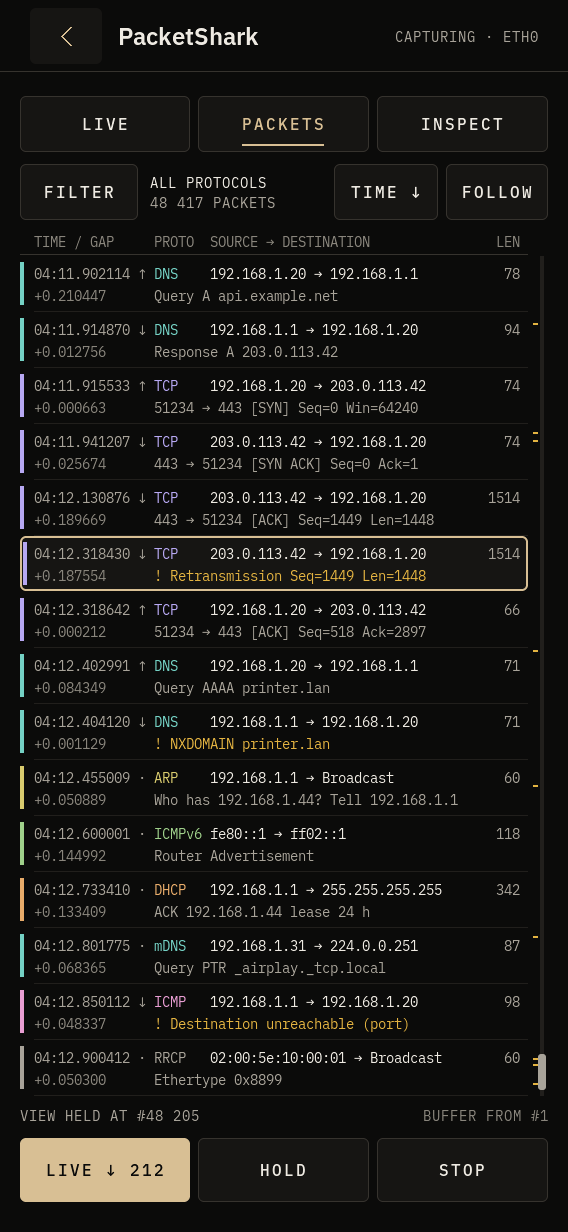 PacketShark
CAPTURING · ETH0
LIVE
PACKETS
INSPECT
FILTER
ALL PROTOCOLS
48 417 PACKETS
TIME ↓
FOLLOW
TIME / GAP PROTO SOURCE → DESTINATION LEN
04:11.902114 ↑ DNS 192.168.1.20 → 192.168.1.1 78
+0.210447 Query A api.example.net
04:11.914870 ↓ DNS 192.168.1.1 → 192.168.1.20 94
+0.012756 Response A 203.0.113.42
04:11.915533 ↑ TCP 192.168.1.20 → 203.0.113.42 74
+0.000663 51234 → 443 [SYN] Seq=0 Win=64240
04:11.941207 ↓ TCP 203.0.113.42 → 192.168.1.20 74
+0.025674 443 → 51234 [SYN ACK] Seq=0 Ack=1
04:12.130876 ↓ TCP 203.0.113.42 → 192.168.1.20 1514
+0.189669 443 → 51234 [ACK] Seq=1449 Len=1448
04:12.318430 ↓ TCP 203.0.113.42 → 192.168.1.20 1514
+0.187554 ! Retransmission Seq=1449 Len=1448
04:12.318642 ↑ TCP 192.168.1.20 → 203.0.113.42 66
+0.000212 51234 → 443 [ACK] Seq=518 Ack=2897
04:12.402991 ↑ DNS 192.168.1.20 → 192.168.1.1 71
+0.084349 Query AAAA printer.lan
04:12.404120 ↓ DNS 192.168.1.1 → 192.168.1.20 71
+0.001129 ! NXDOMAIN printer.lan
04:12.455009 · ARP 192.168.1.1 → Broadcast 60
+0.050889 Who has 192.168.1.44? Tell 192.168.1.1
04:12.600001 · ICMPv6 fe80::1 → ff02::1 118
+0.144992 Router Advertisement
04:12.733410 · DHCP 192.168.1.1 → 255.255.255.255 342
+0.133409 ACK 192.168.1.44 lease 24 h
04:12.801775 · mDNS 192.168.1.31 → 224.0.0.251 87
+0.068365 Query PTR _airplay._tcp.local
04:12.850112 ↓ ICMP 192.168.1.1 → 192.168.1.20 98
+0.048337 ! Destination unreachable (port)
04:12.900412 · RRCP 02:00:5e:10:00:01 → Broadcast 60
+0.050300 Ethertype 0x8899
VIEW HELD AT #48 205
BUFFER FROM #1
LIVE ↓ 212
HOLD
STOP